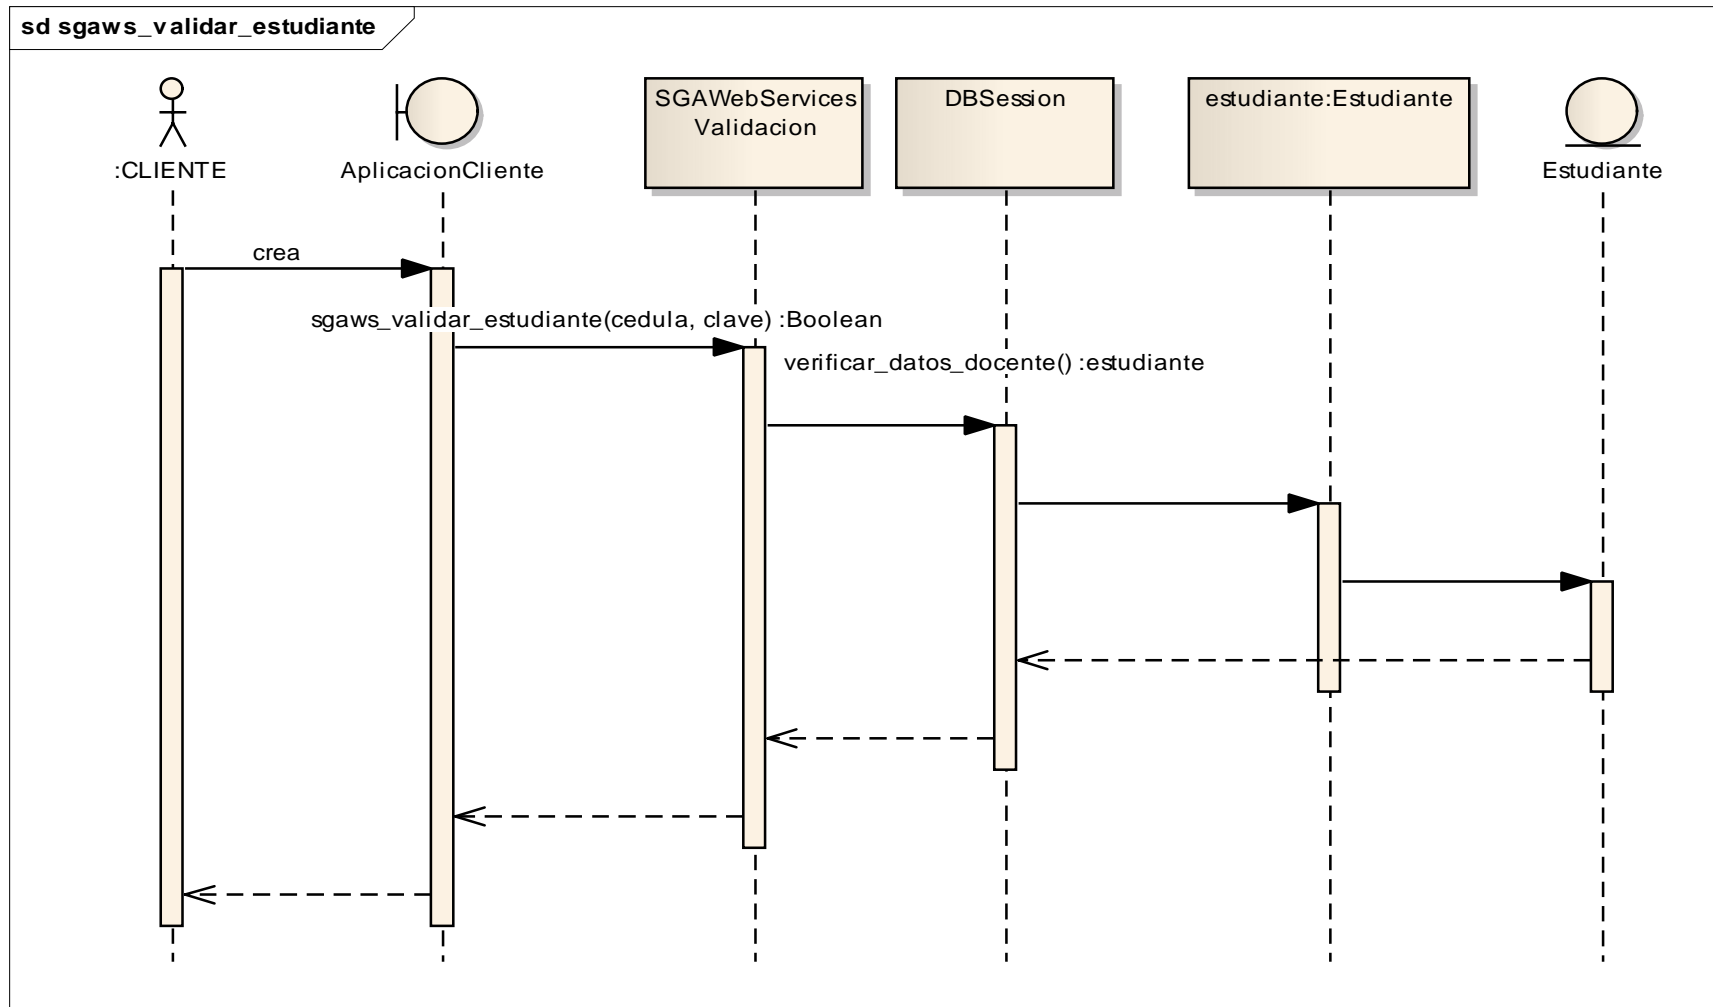 sd sgaws_validar_estudiante
:CLIENTE
AplicacionCliente
SGAWebServices
Validacion
DBSession
estudiante:Estudiante
Estudiante
crea
sgaws_validar_estudiante(cedula, clave) :Boolean
verificar_datos_docente() :estudiante